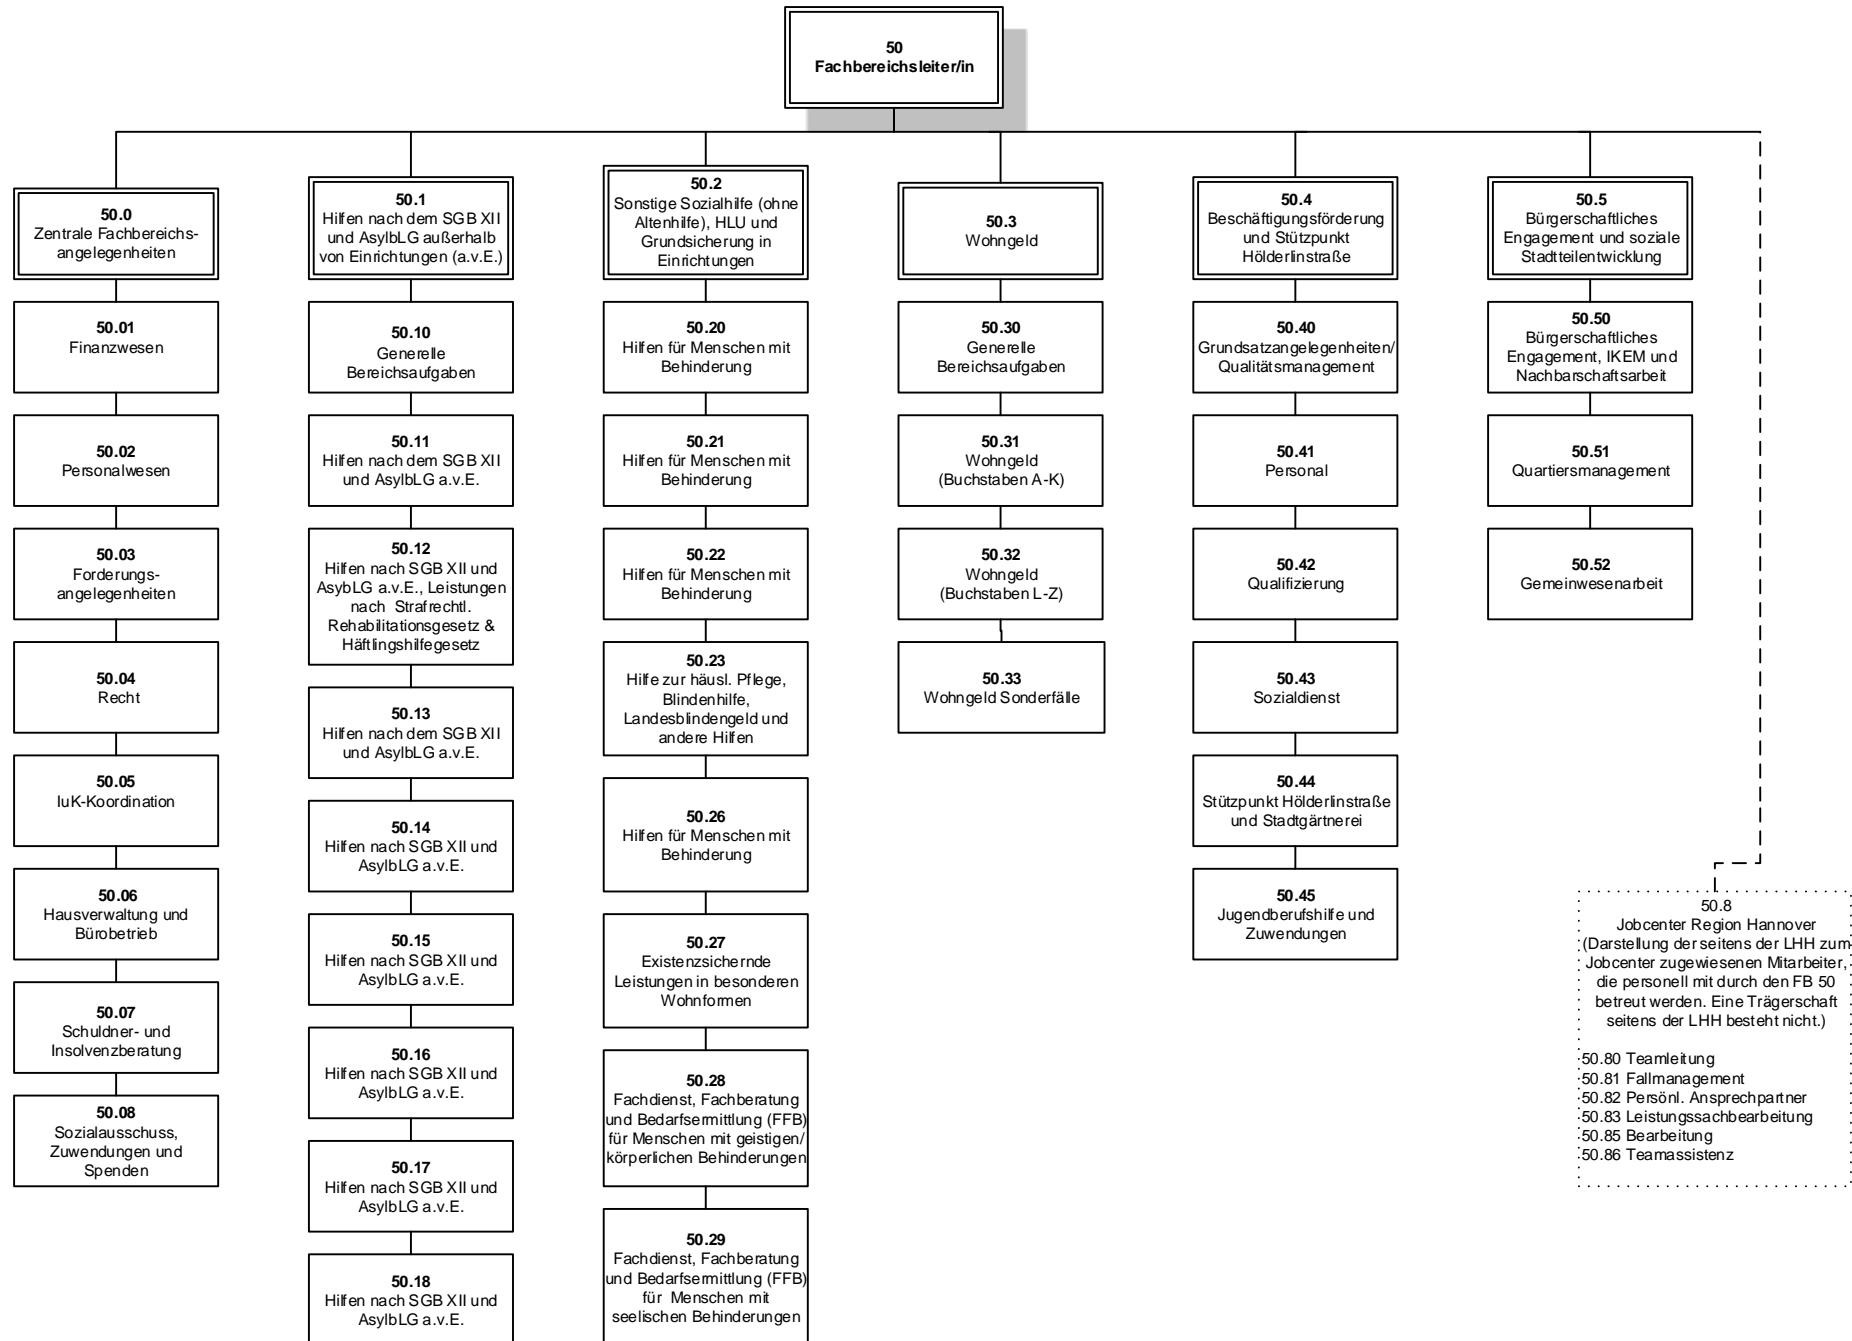 50
Fachbereichsleiter/in
50.0
Zentrale Fachbereichs-
angelegenheiten
50.01
Finanzwesen
50.02
Personalwesen
50.03
Forderungs-
angelegenheiten
50.04
Recht
50.05
IuK-Koordination
50.06
Hausverwaltung und
Bürobetrieb
50.07
Schuldner- und
Insolvenzberatung
50.08
Sozialausschuss,
Zuwendungen und
Spenden
50.1
Hilfen nach dem SGB XII
und AsylbLG außerhalb
von Einrichtungen (a.v.E.)
50.10
Generelle
Bereichsaufgaben
50.11
Hilfen nach dem SGB XII
und AsylbLG a.v.E.
50.12
Hilfen nach SGB XII und
AsybLG a.v.E., Leistungen
nach Strafrechtl.
Rehabilitationsgesetz &
Häftlingshilfegesetz
50.13
Hilfen nach dem SGB XII
und AsylbLG a.v.E.
50.14
Hilfen nach SGB XII und
AsylbLG a.v.E.
50.15
Hilfen nach SGB XII und
AsylbLG a.v.E.
50.16
Hilfen nach SGB XII und
AsylbLG a.v.E.
50.17
Hilfen nach SGB XII und
AsylbLG a.v.E.
50.18
Hilfen nach SGB XII und
AsylbLG a.v.E.
50.2
Sonstige Sozialhilfe (ohne
Altenhilfe), HLU und
Grundsicherung in
Einrichtungen
50.20
Hilfen für Menschen mit
Behinderung
50.21
Hilfen für Menschen mit
Behinderung
50.22
Hilfen für Menschen mit
Behinderung
50.23
Hilfe zur häusl. Pflege,
Blindenhilfe,
Landesblindengeld und
andere Hilfen
50.26
Hilfen für Menschen mit
Behinderung
50.27
Existenzsichernde
Leistungen in besonderen
Wohnformen
50.28
Fachdienst, Fachberatung
und Bedarfsermittlung (FFB)
für Menschen mit geistigen/
körperlichen Behinderungen
50.29
Fachdienst, Fachberatung
und Bedarfsermittlung (FFB)
für Menschen mit
seelischen Behinderungen
50.3
Wohngeld
50.30
Generelle
Bereichsaufgaben
50.31
Wohngeld
(Buchstaben A-K)
50.32
Wohngeld
(Buchstaben L-Z)
50.33
Wohngeld Sonderfälle
50.4
Beschäftigungsförderung
und Stützpunkt
Hölderlinstraße
50.40
Grundsatzangelegenheiten/
Qualitätsmanagement
50.41
Personal
50.42
Qualifizierung
50.43
Sozialdienst
50.44
Stützpunkt Hölderlinstraße
und Stadtgärtnerei
50.45
Jugendberufshilfe und
Zuwendungen
50.5
Bürgerschaftliches
Engagement und soziale
Stadtteilentwicklung
50.50
Bürgerschaftliches
Engagement, IKEM und
Nachbarschaftsarbeit
50.51
Quartiersmanagement
50.52
Gemeinwesenarbeit
50.8
Jobcenter Region Hannover
(Darstellung der seitens der LHH zum
Jobcenter zugewiesenen Mitarbeiter,
die personell mit durch den FB 50
betreut werden. Eine Trägerschaft
seitens der LHH besteht nicht.)
50.80 Teamleitung
50.81 Fallmanagement
50.82 Persönl. Ansprechpartner
50.83 Leistungssachbearbeitung
50.85 Bearbeitung
50.86 Teamassistenz